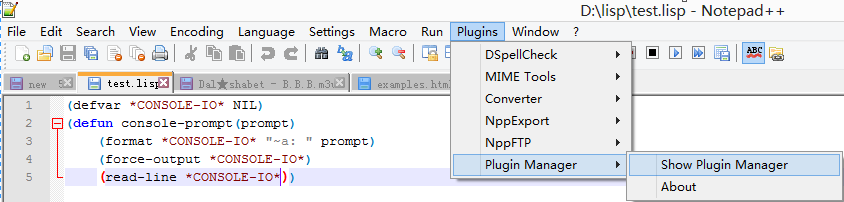 D:\lisp\test.lisp - Notepad++
File Edit Search View Encoding Language Settings Macro Run Plugins Window ?
ABC
new 5 test.lisp Dal★shabet - B.B.B.m3u examples.htm
DSpellCheck
MIME Tools
Converter
NppExport
NppFTP
Plugin Manager
Show Plugin Manager
About
1 (defvar *CONSOLE-IO* NIL)
2 (defun console-prompt(prompt)
3 (format *CONSOLE-IO* "~a: " prompt)
4 (force-output *CONSOLE-IO*)
5 (read-line *CONSOLE-IO*))